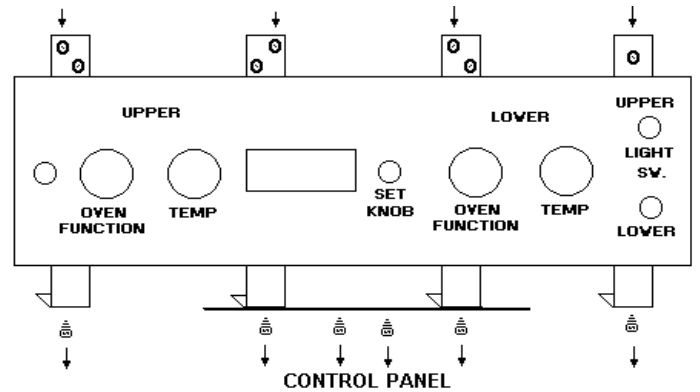 UPPER
LOWER
UPPER
LIGHT
SW.
OVEN
FUNCTION
TEMP
SET
KNOB
OVEN
FUNCTION
TEMP
LOWER
CONTROL PANEL